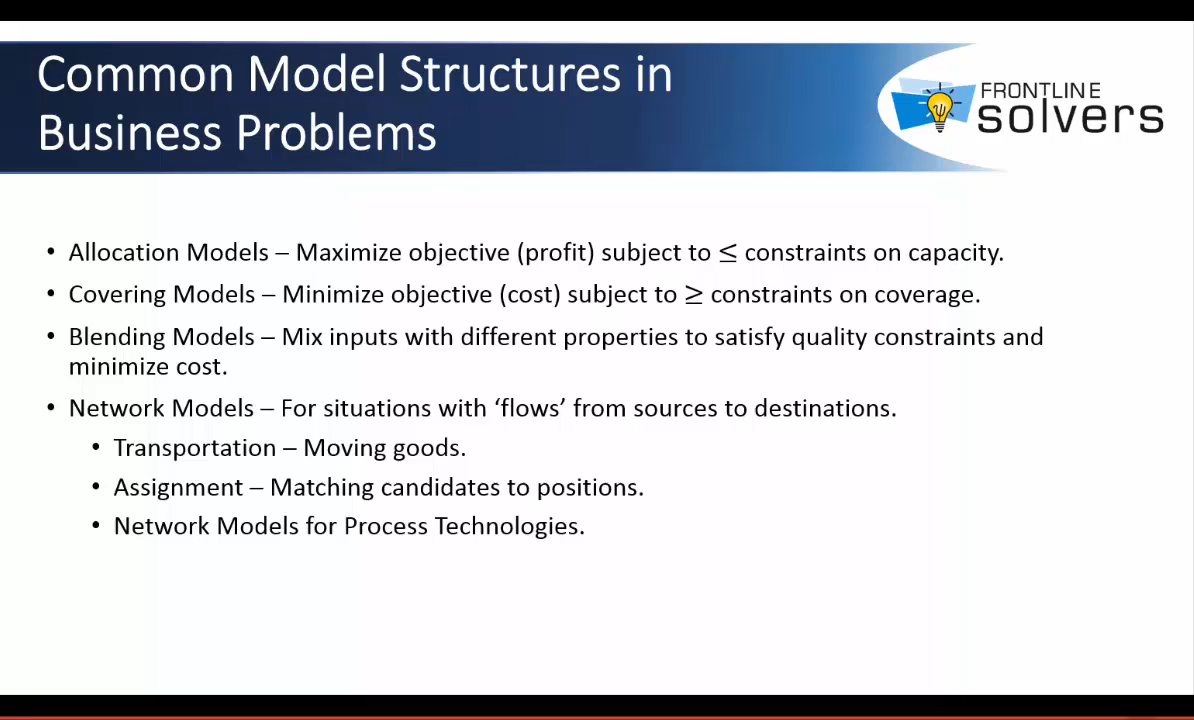 Common Model Structures in
Business Problems
FRONTLINE
solvers
• Allocation Models – Maximize objective (profit) subject to ≤ constraints on capacity.
• Covering Models – Minimize objective (cost) subject to ≥ constraints on coverage.
• Blending Models – Mix inputs with different properties to satisfy quality constraints and
minimize cost.
• Network Models – For situations with ‘flows’ from sources to destinations.
• Transportation – Moving goods.
• Assignment – Matching candidates to positions.
• Network Models for Process Technologies.